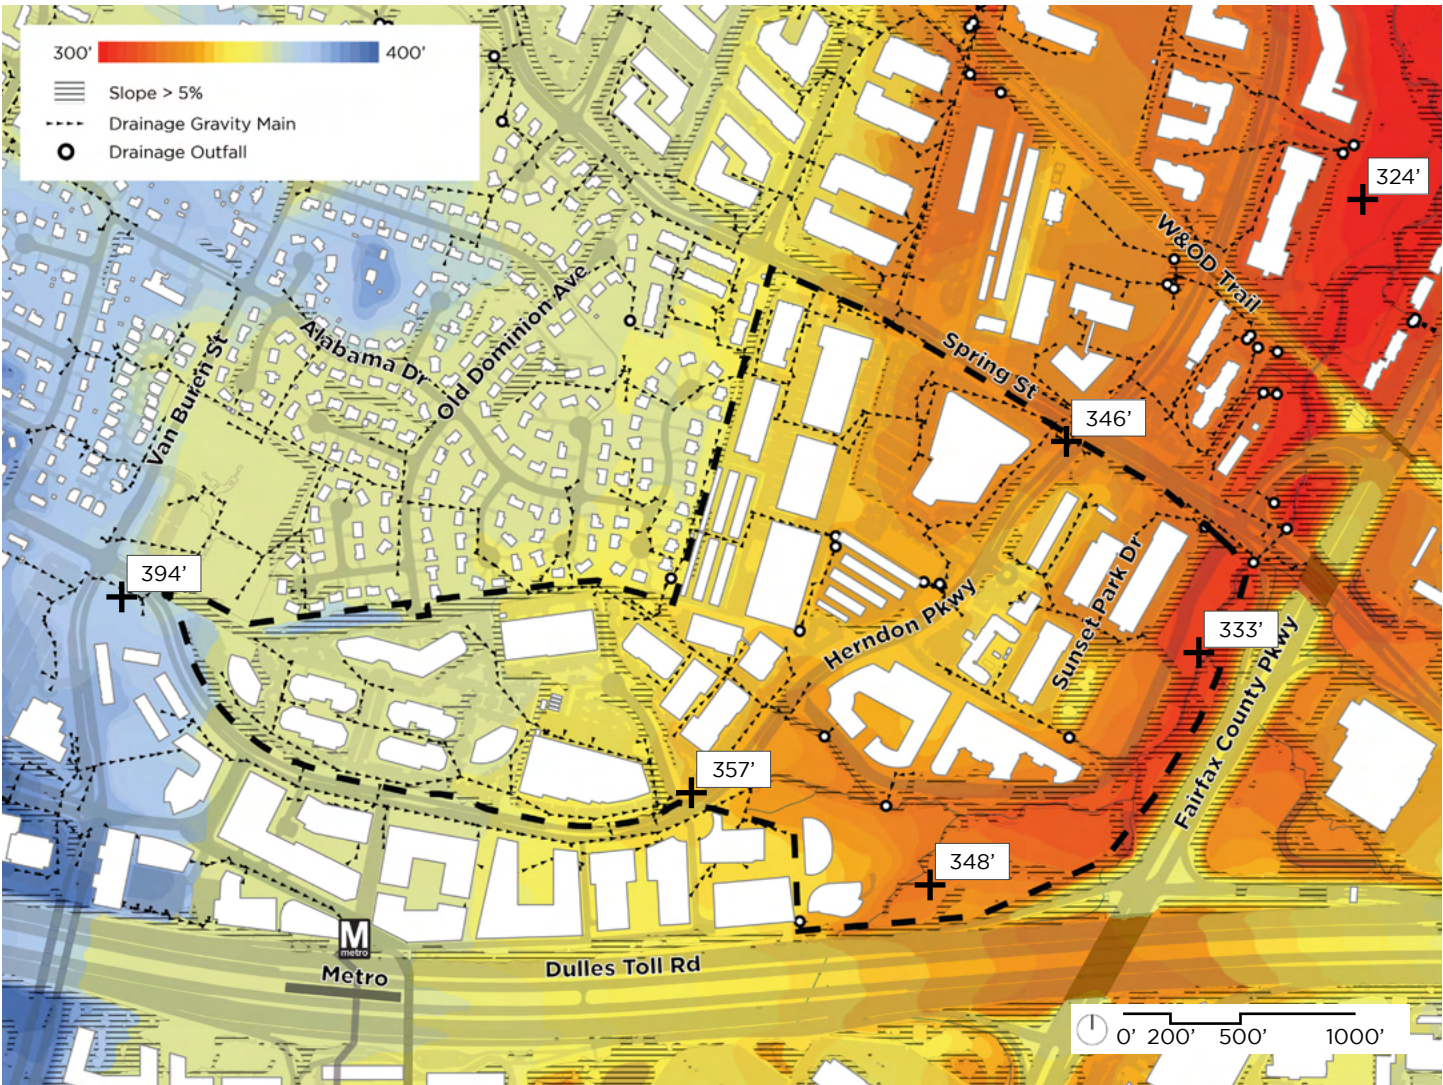 300' 400'
Slope > 5%
Drainage Gravity Main
Drainage Outfall
324'
W&OD Trail
Van Buren St
Alabama Dr
Old Dominion Ave
Spring St
346'
394'
Herndon Pkwy
Sunset Park Dr
333'
Fairfax County Pkwy
357'
348'
M
metro
Metro
Dulles Toll Rd
0' 200' 500' 1000'